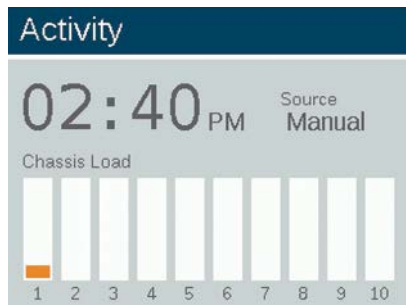 Activity
02:40 PM
Source
Manual
Chassis Load
1 2 3 4 5 6 7 8 9 10